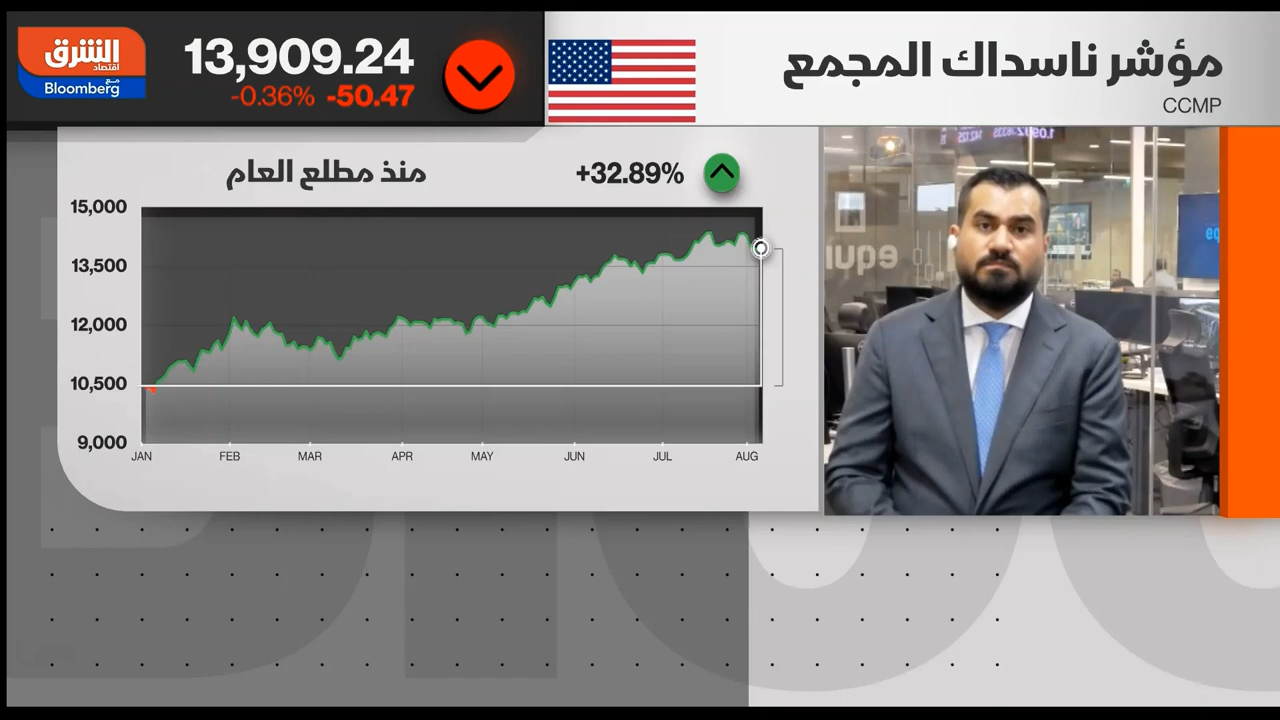 الشرق
اقتصاد
مع
Bloomberg
13,909.24
-0.36% -50.47
مؤشر ناسداك المجمع
CCMP
منذ مطلع العام
+32.89%
15,000
13,500
12,000
10,500
9,000
JAN FEB MAR APR MAY JUN JUL AUG